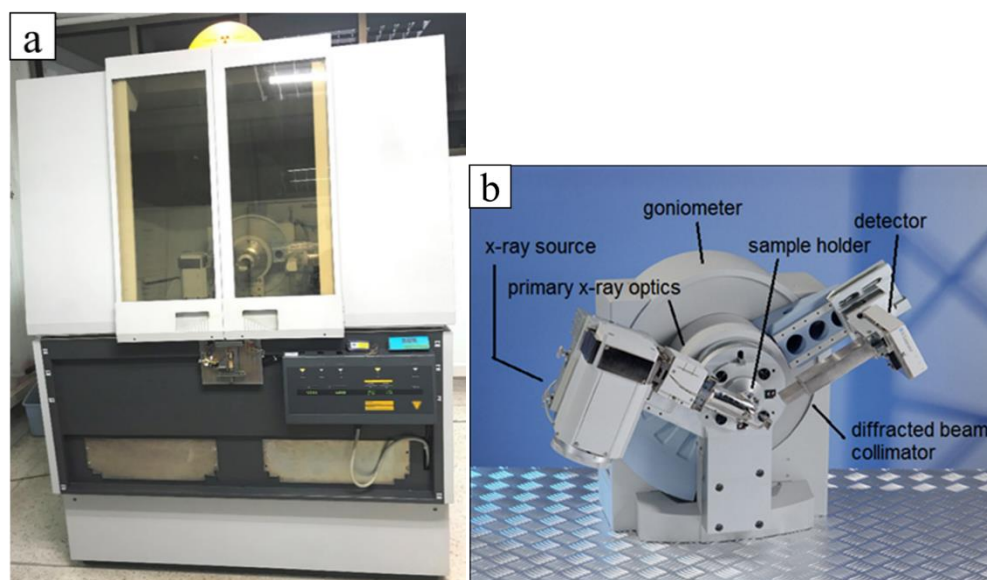 a
b
goniometer
detector
x-ray source
sample holder
primary x-ray optics
diffracted beam
collimator